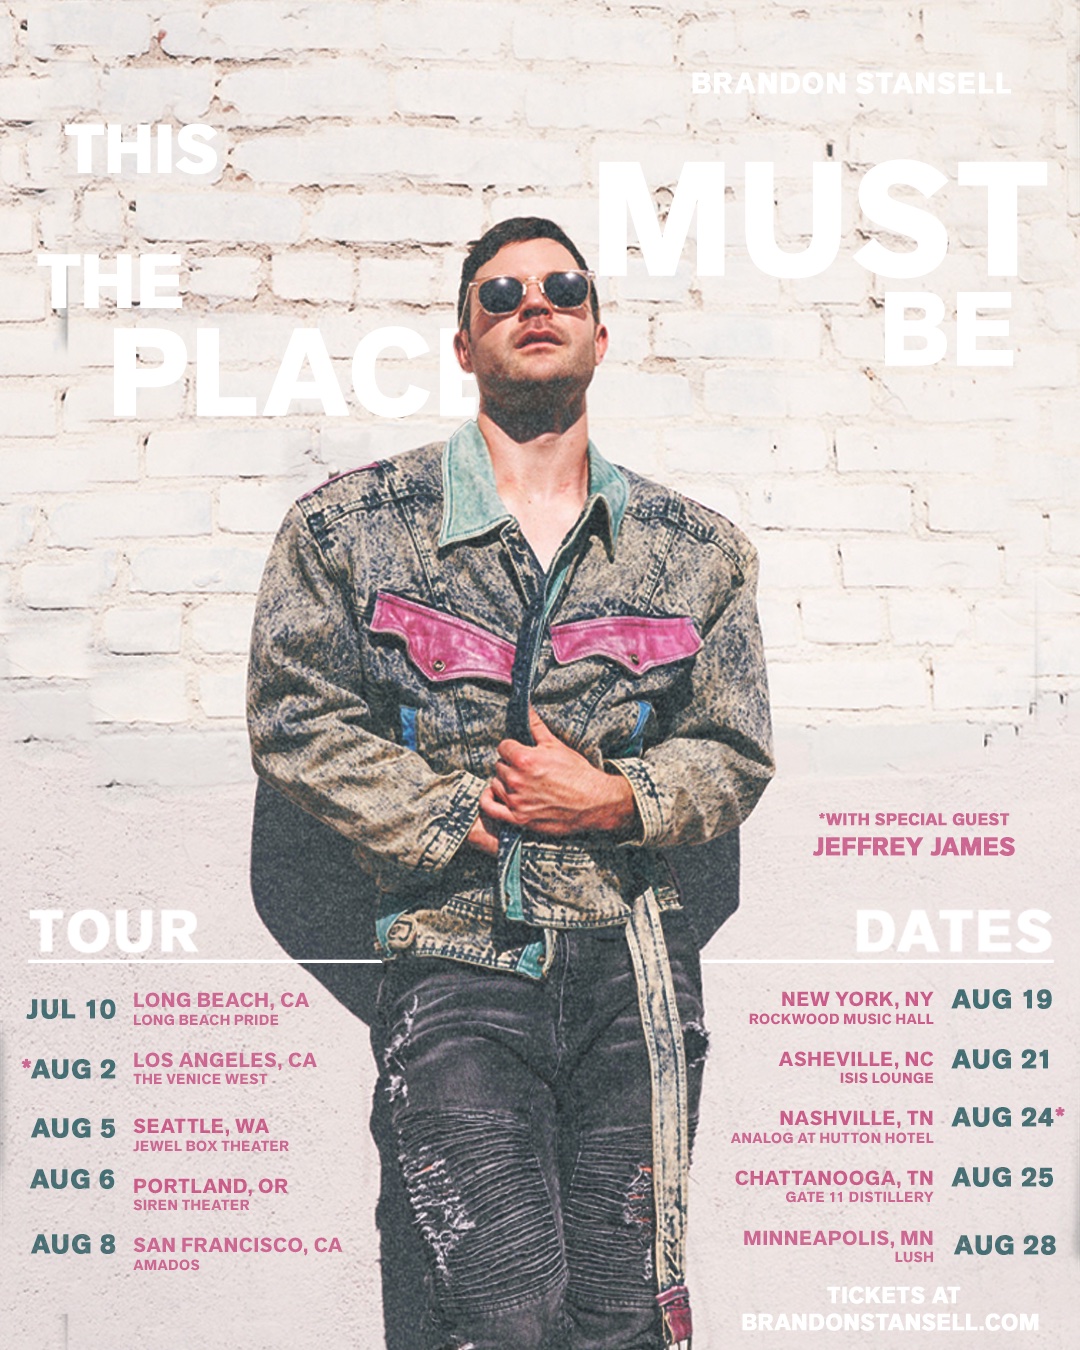 BRANDON STANSELL
THIS
MUST
BE
THE
PLACE
*WITH SPECIAL GUEST
JEFFREY JAMES
TOUR
DATES
JUL 10 LONG BEACH, CA
LONG BEACH PRIDE
*AUG 2 LOS ANGELES, CA
THE VENICE WEST
AUG 5 SEATTLE, WA
JEWEL BOX THEATER
AUG 6 PORTLAND, OR
SIREN THEATER
AUG 8 SAN FRANCISCO, CA
AMADOS
NEW YORK, NY AUG 19
ROCKWOOD MUSIC HALL
ASHEVILLE, NC AUG 21
ISIS LOUNGE
NASHVILLE, TN AUG 24*
ANALOG AT HUTTON HOTEL
CHATTANOOGA, TN AUG 25
GATE 11 DISTILLERY
MINNEAPOLIS, MN AUG 28
LUSH
TICKETS AT
BRANDONSTANSELL.COM